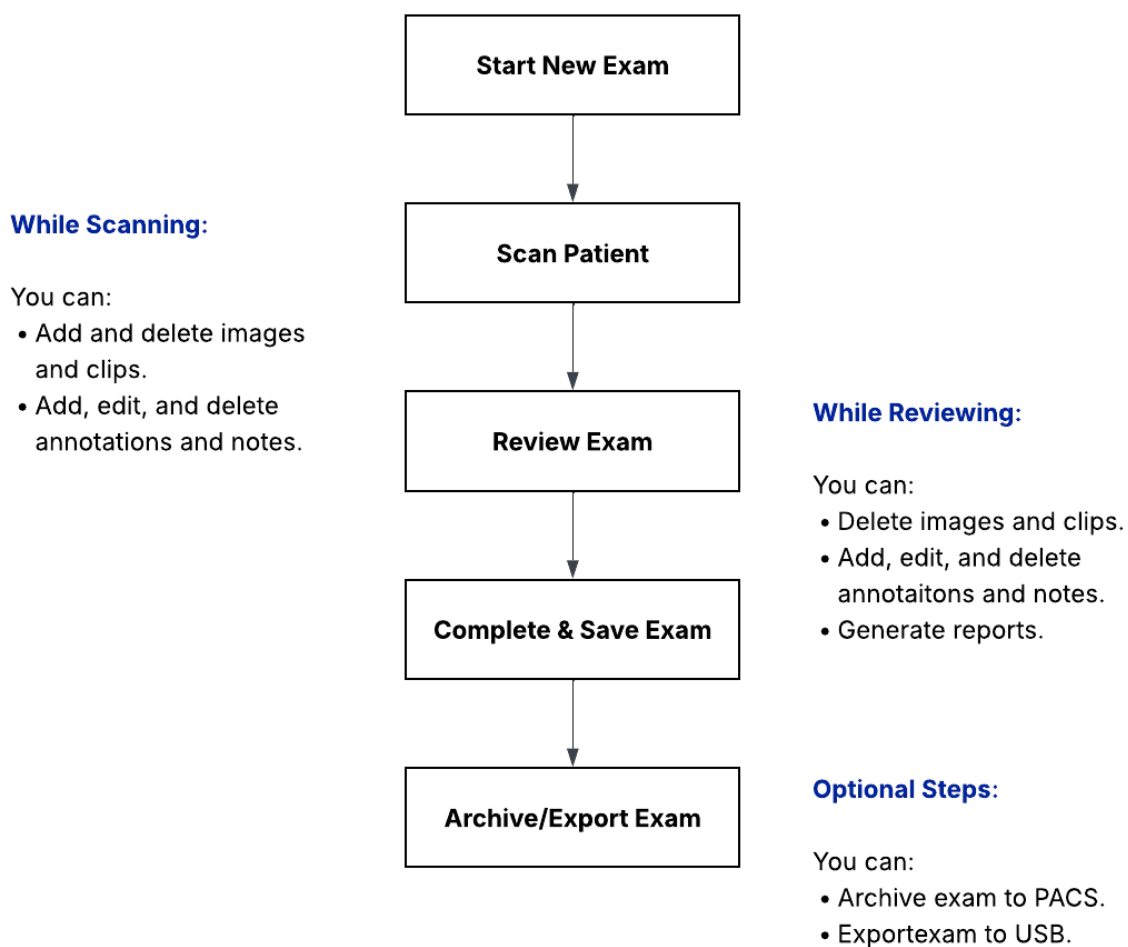 Start New Exam
While Scanning:
You can:
• Add and delete images
and clips.
• Add, edit, and delete
annotations and notes.
Scan Patient
Review Exam
While Reviewing:
You can:
• Delete images and clips.
• Add, edit, and delete
annotaitons and notes.
• Generate reports.
Complete & Save Exam
Archive/Export Exam
Optional Steps:
You can:
• Archive exam to PACS.
• Exportexam to USB.